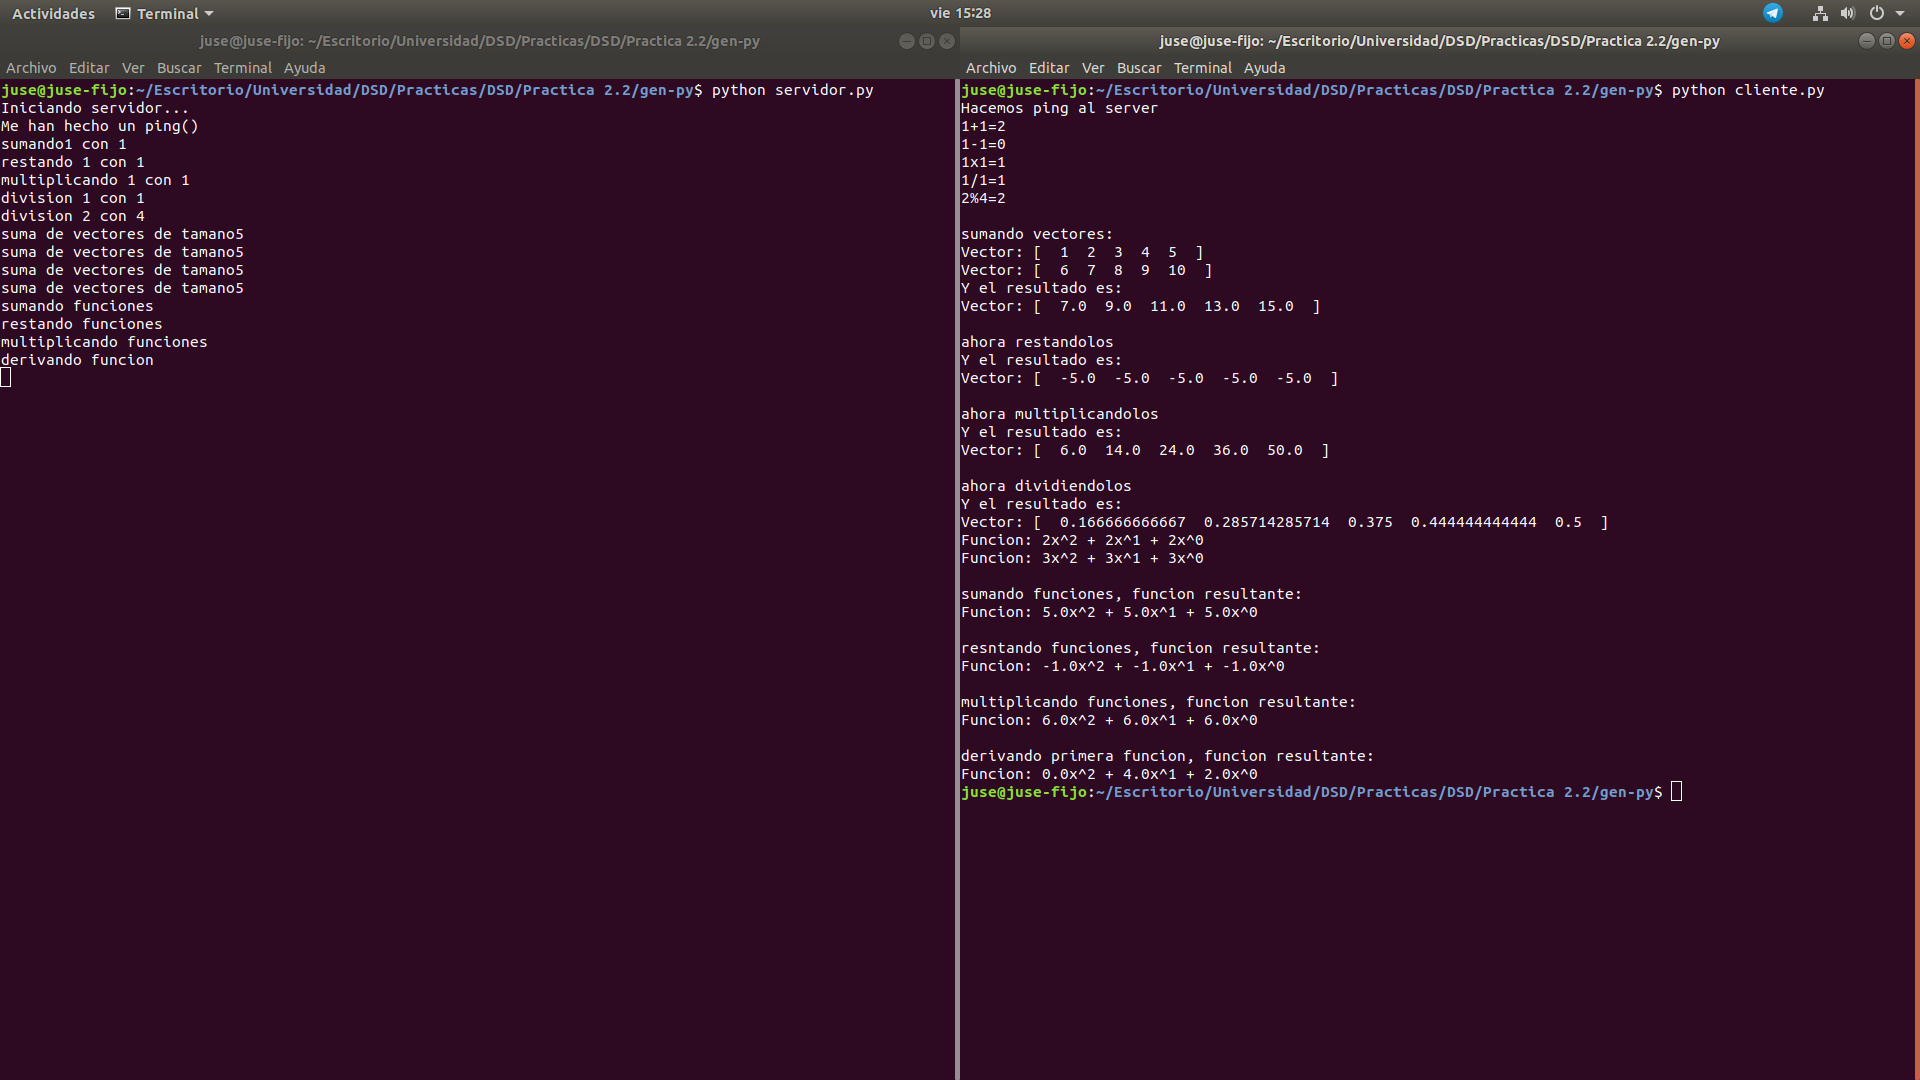 Actividades Terminal vie 15:28
juse@juse-fijo: ~/Escritorio/Universidad/DSD/Practicas/DSD/Practica 2.2/gen-py
Archivo Editar Ver Buscar Terminal Ayuda
juse@juse-fijo:~/Escritorio/Universidad/DSD/Practicas/DSD/Practica 2.2/gen-py$ python servidor.py
Iniciando servidor...
Me han hecho un ping()
sumando1 con 1
restando 1 con 1
multiplicando 1 con 1
division 1 con 1
division 2 con 4
suma de vectores de tamano5
suma de vectores de tamano5
suma de vectores de tamano5
suma de vectores de tamano5
sumando funciones
restando funciones
multiplicando funciones
derivando funcion
juse@juse-fijo: ~/Escritorio/Universidad/DSD/Practicas/DSD/Practica 2.2/gen-py
Archivo Editar Ver Buscar Terminal Ayuda
juse@juse-fijo:~/Escritorio/Universidad/DSD/Practicas/DSD/Practica 2.2/gen-py$ python cliente.py
Hacemos ping al server
1+1=2
1-1=0
1x1=1
1/1=1
2%4=2
sumando vectores:
Vector: [  1  2  3  4  5  ]
Vector: [  6  7  8  9  10  ]
Y el resultado es:
Vector: [  7.0  9.0  11.0  13.0  15.0  ]
ahora restandolos
Y el resultado es:
Vector: [  -5.0  -5.0  -5.0  -5.0  -5.0  ]
ahora multiplicandolos
Y el resultado es:
Vector: [  6.0  14.0  24.0  36.0  50.0  ]
ahora dividiendolos
Y el resultado es:
Vector: [  0.166666666667  0.285714285714  0.375  0.444444444444  0.5  ]
Funcion: 2x^2 + 2x^1 + 2x^0
Funcion: 3x^2 + 3x^1 + 3x^0
sumando funciones, funcion resultante:
Funcion: 5.0x^2 + 5.0x^1 + 5.0x^0
resntando funciones, funcion resultante:
Funcion: -1.0x^2 + -1.0x^1 + -1.0x^0
multiplicando funciones, funcion resultante:
Funcion: 6.0x^2 + 6.0x^1 + 6.0x^0
derivando primera funcion, funcion resultante:
Funcion: 0.0x^2 + 4.0x^1 + 2.0x^0
juse@juse-fijo:~/Escritorio/Universidad/DSD/Practicas/DSD/Practica 2.2/gen-py$